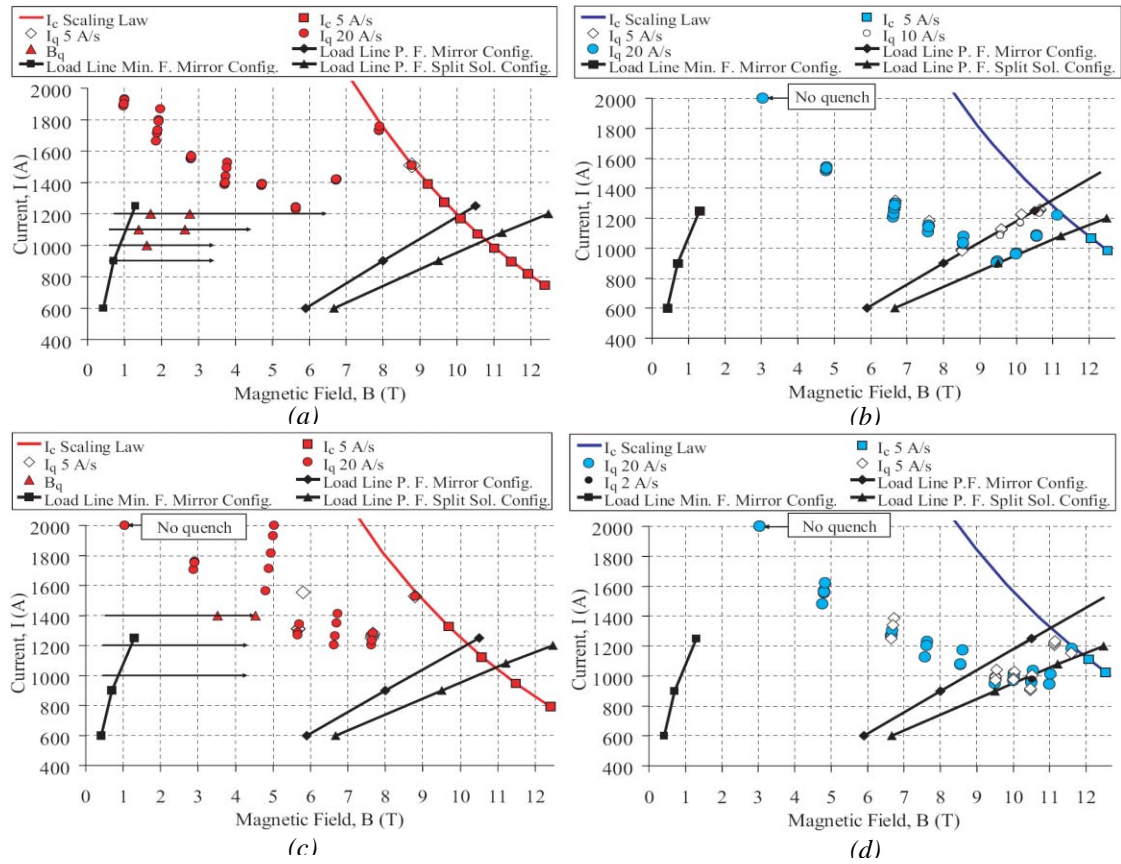 I_c Scaling Law
I_c 5 A/s
I_q 5 A/s
I_q 20 A/s
B_q
Load Line P. F. Mirror Config.
Load Line Min. F. Mirror Config.
Load Line P. F. Split Sol. Config.
2000
1800
1600
1400
1200
1000
800
600
400
Current, I (A)
0 1 2 3 4 5 6 7 8 9 10 11 12
Magnetic Field, B (T)
(a)
I_c Scaling Law
I_c 5 A/s
I_q 5 A/s
I_q 10 A/s
I_q 20 A/s
Load Line P. F. Mirror Config.
Load Line Min. F. Mirror Config.
Load Line P. F. Split Sol. Config.
No quench
2000
1800
1600
1400
1200
1000
800
600
400
Current, I (A)
0 1 2 3 4 5 6 7 8 9 10 11 12
Magnetic Field, B (T)
(b)
I_c Scaling Law
I_c 5 A/s
I_q 5 A/s
I_q 20 A/s
B_q
Load Line P. F. Mirror Config.
Load Line Min. F. Mirror Config.
Load Line P. F. Split Sol. Config.
No quench
2000
1800
1600
1400
1200
1000
800
600
400
Current, I (A)
0 1 2 3 4 5 6 7 8 9 10 11 12
Magnetic Field, B (T)
(c)
I_c Scaling Law
I_c 5 A/s
I_q 20 A/s
I_q 5 A/s
I_q 2 A/s
Load Line P.F. Mirror Config.
Load Line Min. F. Mirror Config.
Load Line P. F. Split Sol. Config.
No quench
2000
1800
1600
1400
1200
1000
800
600
400
Current, I (A)
0 1 2 3 4 5 6 7 8 9 10 11 12
Magnetic Field, B (T)
(d)